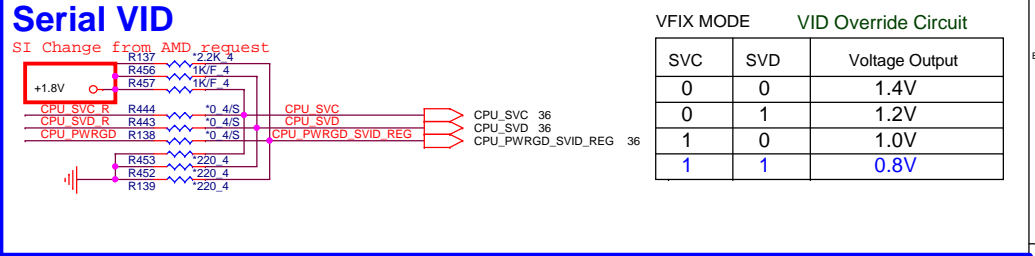 Serial VID
SI Change from AMD request
R137 *2.2K_4
R456 1K/F_4
R457 1K/F_4
+1.8V
CPU_SVC_R R444 *0_4/S CPU_SVC
CPU_SVD_R R443 *0_4/S CPU_SVD
CPU_PWRGD R138 *0_4/S CPU_PWRGD_SVID_REG
CPU_SVC 36
CPU_SVD 36
CPU_PWRGD_SVID_REG 36
R453 *220_4
R452 *220_4
R139 *220_4
VFIX MODE VID Override Circuit
SVC SVD Voltage Output
0 0 1.4V
0 1 1.2V
1 0 1.0V
1 1 0.8V